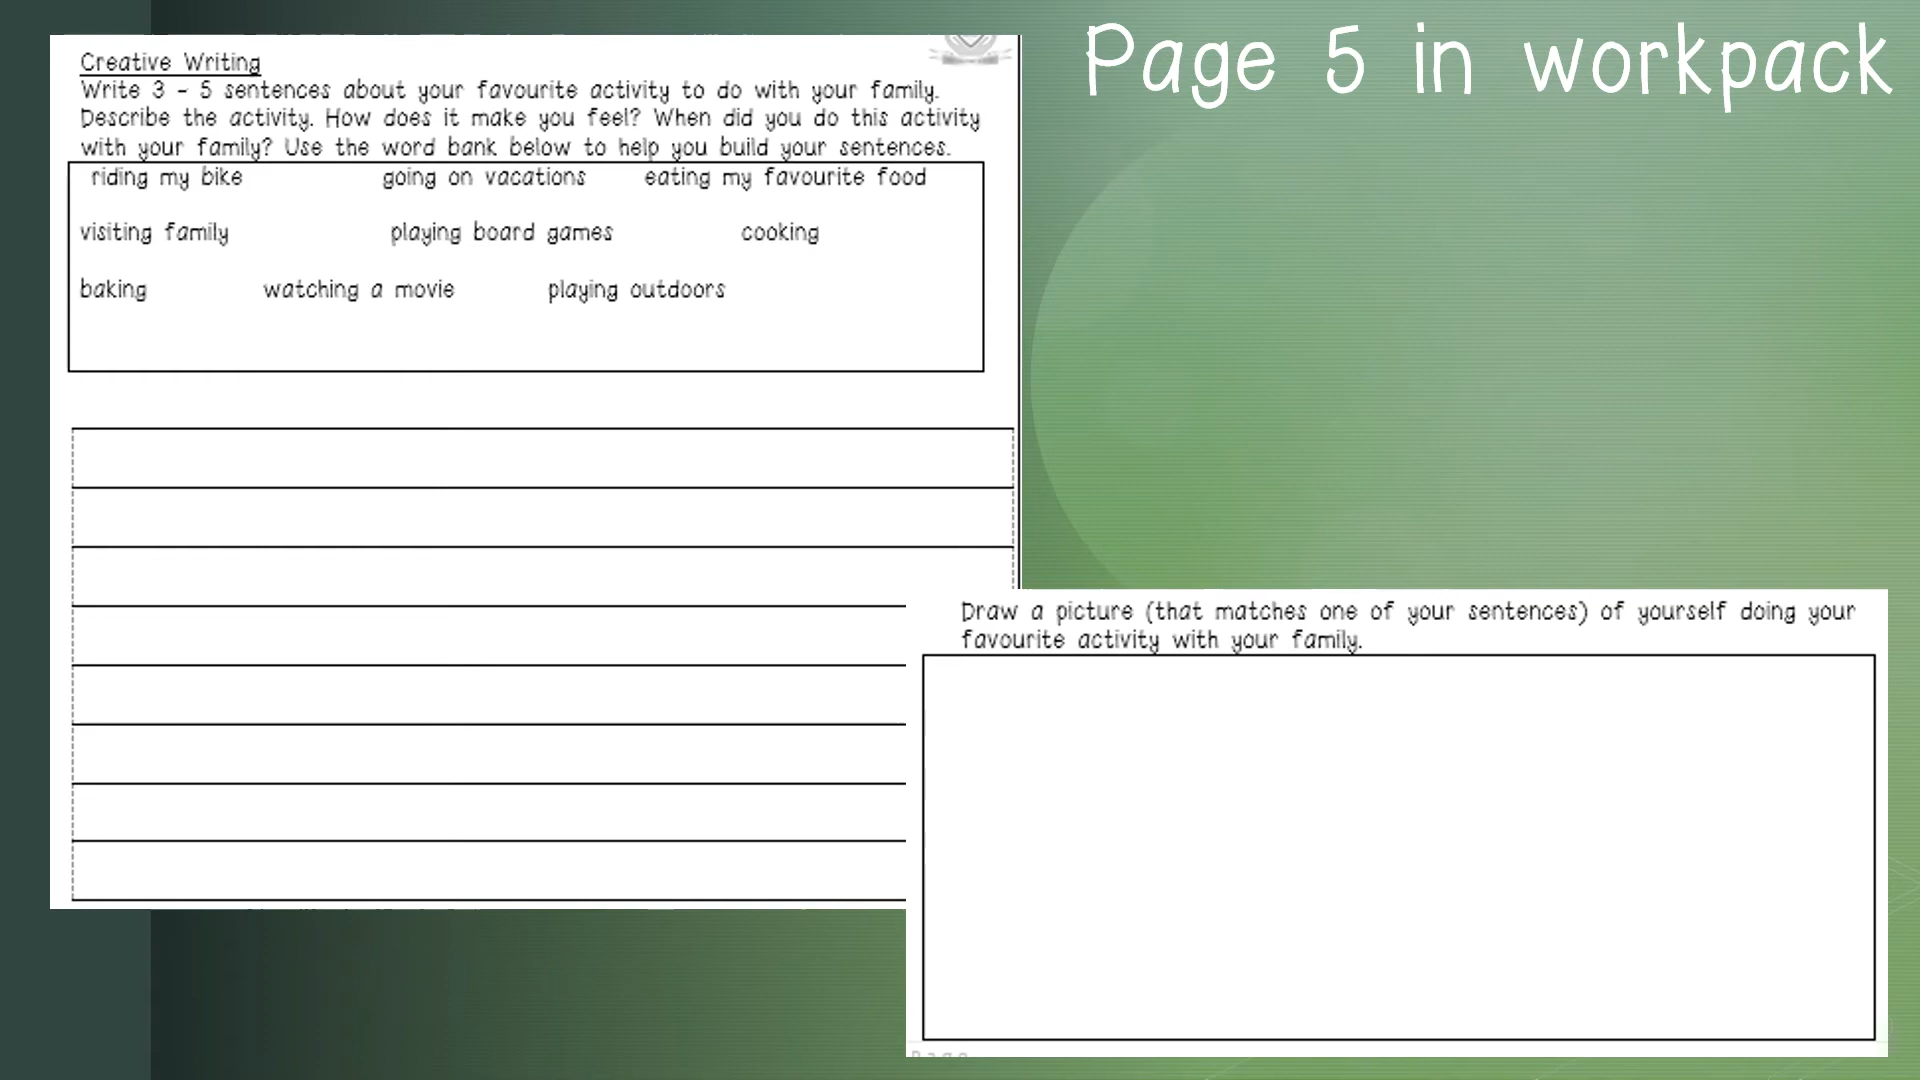 Page 5 in workpack
Creative Writing
Write 3 - 5 sentences about your favourite activity to do with your family.
Describe the activity. How does it make you feel? When did you do this activity
with your family? Use the word bank below to help you build your sentences.
riding my bike going on vacations eating my favourite food
visiting family playing board games cooking
baking watching a movie playing outdoors
Draw a picture (that matches one of your sentences) of yourself doing your
favourite activity with your family.